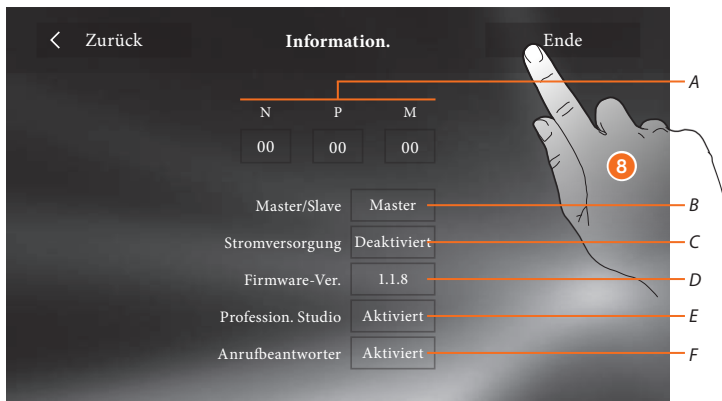 Zurück
Information.
Ende
A
N P M
00 00 00
8
Master/Slave Master B
Stromversorgung Deaktiviert C
Firmware-Ver. 1.1.8 D
Profession. Studio Aktiviert E
Anrufbeantworter Aktiviert F